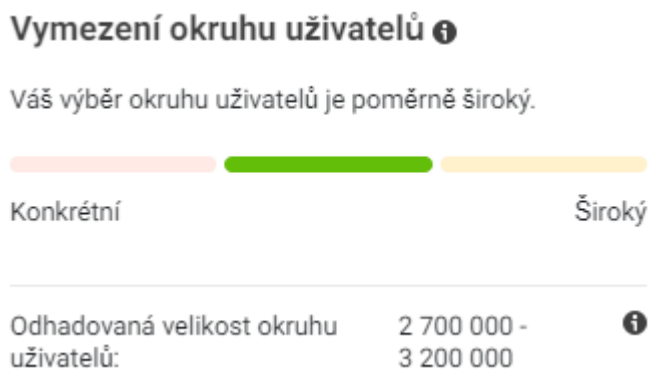 Vymezení okruhu uživatelů
Váš výběr okruhu uživatelů je poměrně široký.
Konkrétní Široký
Odhadovaná velikost okruhu 2 700 000 -
uživatelů: 3 200 000